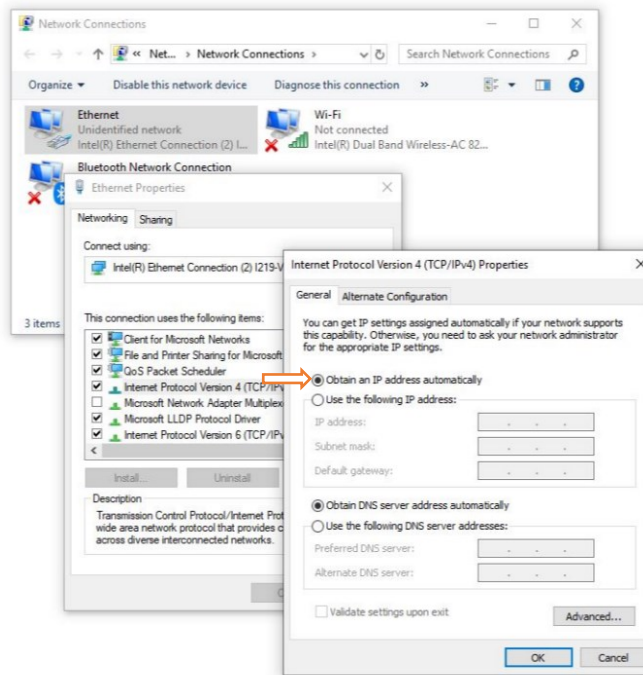 Network Connections
« Net... › Network Connections ›
Search Network Connections
Organize
Disable this network device
Diagnose this connection
»
Ethernet
Unidentified network
Intel(R) Ethernet Connection (2) I...
Wi-Fi
Not connected
Intel(R) Dual Band Wireless-AC 82...
Bluetooth Network Connection
3 items
Ethernet Properties
Networking
Sharing
Connect using:
Intel(R) Ethernet Connection (2) I219-V
This connection uses the following items:
Client for Microsoft Networks
File and Printer Sharing for Microsoft
QoS Packet Scheduler
Internet Protocol Version 4 (TCP/IPv
Microsoft Network Adapter Multiplex
Microsoft LLDP Protocol Driver
Internet Protocol Version 6 (TCP/IPv
Install...
Uninstall
Description
Transmission Control Protocol/Internet Prot
wide area network protocol that provides c
across diverse interconnected networks.
Internet Protocol Version 4 (TCP/IPv4) Properties
General
Alternate Configuration
You can get IP settings assigned automatically if your network supports
this capability. Otherwise, you need to ask your network administrator
for the appropriate IP settings.
Obtain an IP address automatically
Use the following IP address:
IP address:
Subnet mask:
Default gateway:
Obtain DNS server address automatically
Use the following DNS server addresses:
Preferred DNS server:
Alternate DNS server:
Validate settings upon exit
Advanced...
OK
Cancel